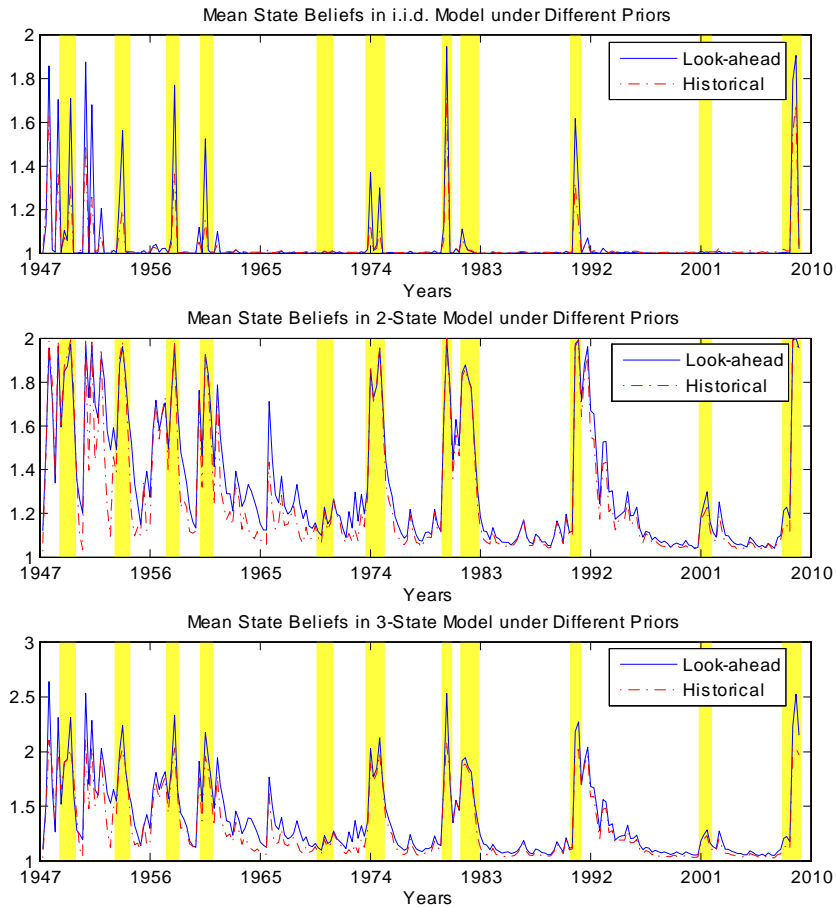 Mean State Beliefs in i.i.d. Model under Different Priors
2
1.8
1.6
1.4
1.2
1
Look-ahead
Historical
1947 1956 1965 1974 1983 1992 2001 2010
Years
Mean State Beliefs in 2-State Model under Different Priors
2
1.8
1.6
1.4
1.2
1
Look-ahead
Historical
1947 1956 1965 1974 1983 1992 2001 2010
Years
Mean State Beliefs in 3-State Model under Different Priors
3
2.5
2
1.5
1
Look-ahead
Historical
1947 1956 1965 1974 1983 1992 2001 2010
Years